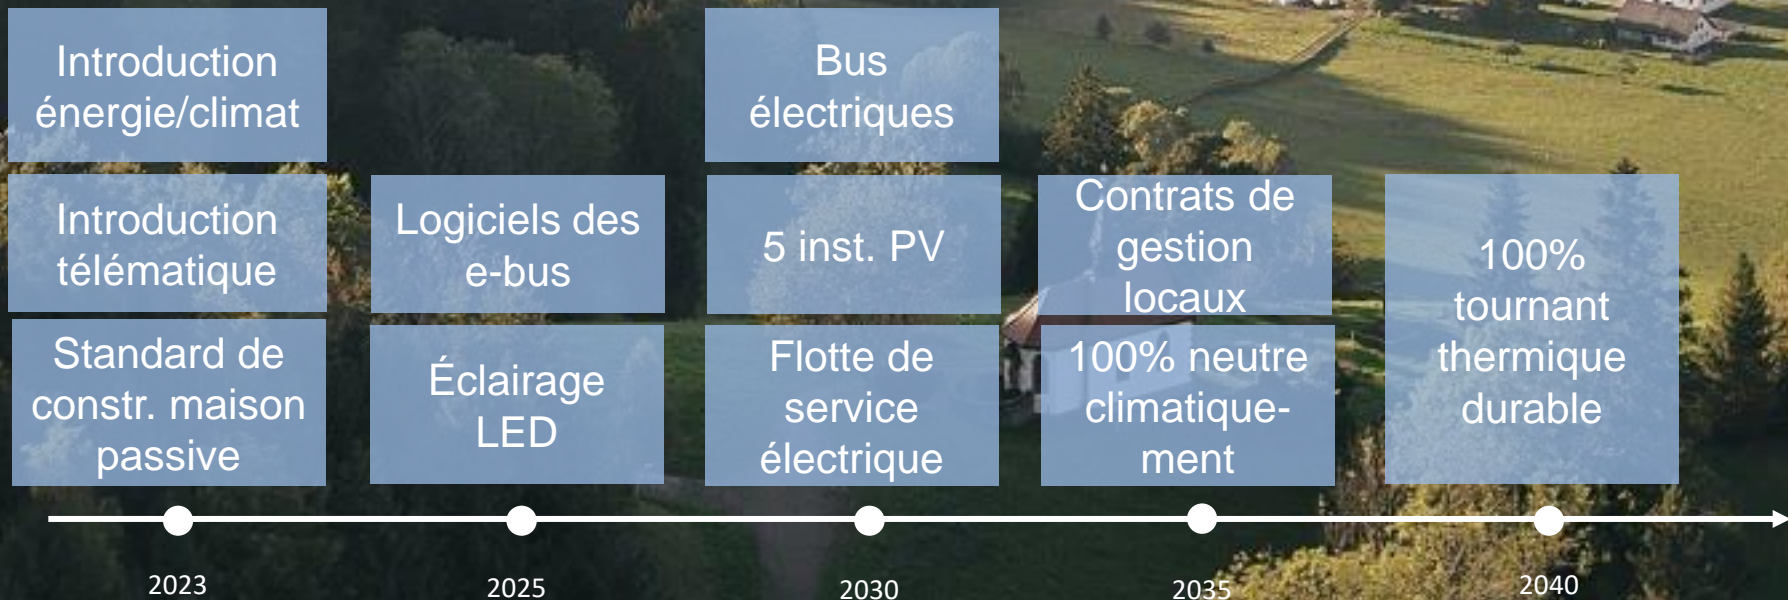 Introduction
énergie/climat
Bus
électriques
Introduction
télématique
Logiciels des
e-bus
5 inst. PV
Contrats de
gestion
locaux
100%
tournant
thermique
durable
Standard de
constr. maison
passive
Éclairage
LED
Flotte de
service
électrique
100% neutre
climatique-
ment
2023
2025
2030
2035
2040